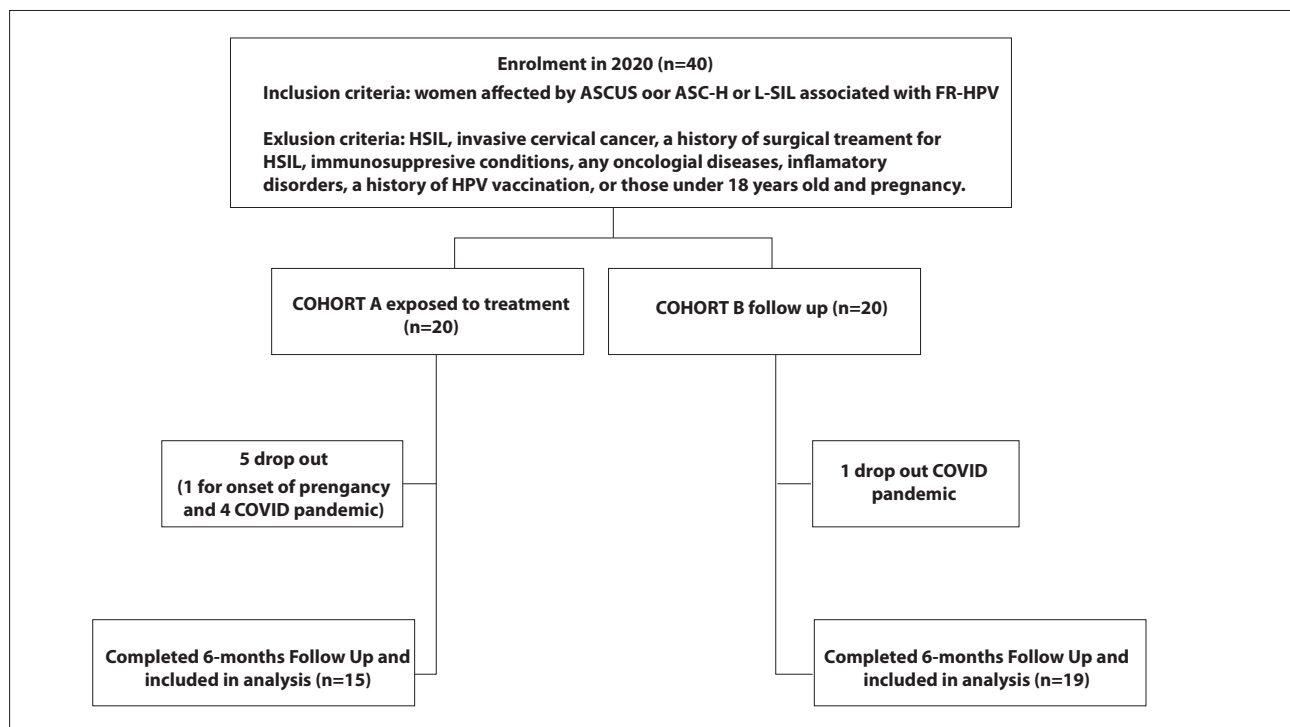 Enrolment in 2020 (n=40)
Inclusion criteria: women affected by ASCUS oor ASC-H or L-SIL associated with FR-HPV
Exlusion criteria: HSIL, invasive cervical cancer, a history of surgical treament for
HSIL, immunosuppresive conditions, any oncologial diseases, inflamatory
disorders, a history of HPV vaccination, or those under 18 years old and pregnancy.
COHORT A exposed to treatment
(n=20)
COHORT B follow up (n=20)
5 drop out
(1 for onset of prengancy
and 4 COVID pandemic)
1 drop out COVID
pandemic
Completed 6-months Follow Up and
included in analysis (n=15)
Completed 6-months Follow Up and
included in analysis (n=19)